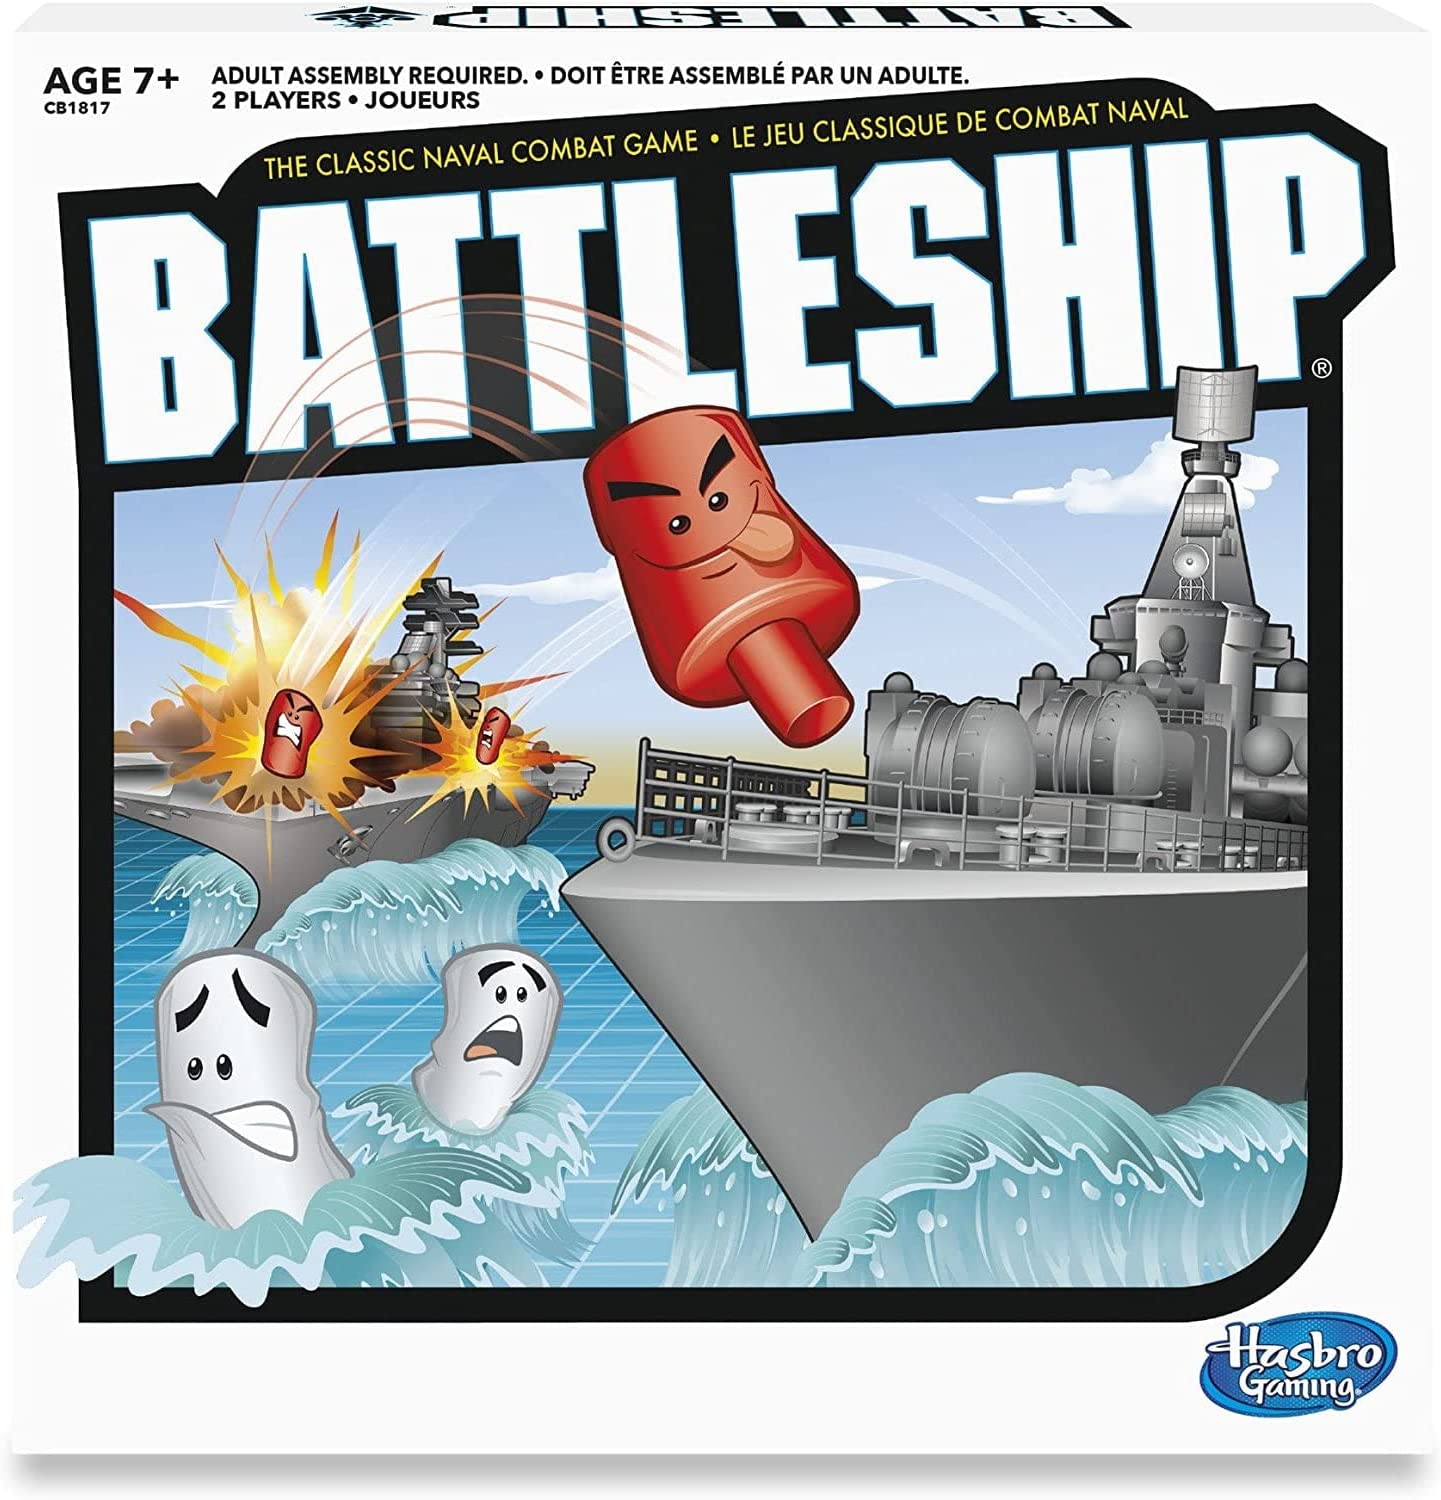 BATTLESHIP
AGE 7+
CB1817
ADULT ASSEMBLY REQUIRED. • DOIT ÊTRE ASSEMBLÉ PAR UN ADULTE.
2 PLAYERS • JOUEURS
THE CLASSIC NAVAL COMBAT GAME • LE JEU CLASSIQUE DE COMBAT NAVAL
BATTLESHIP®
Hasbro
Gaming